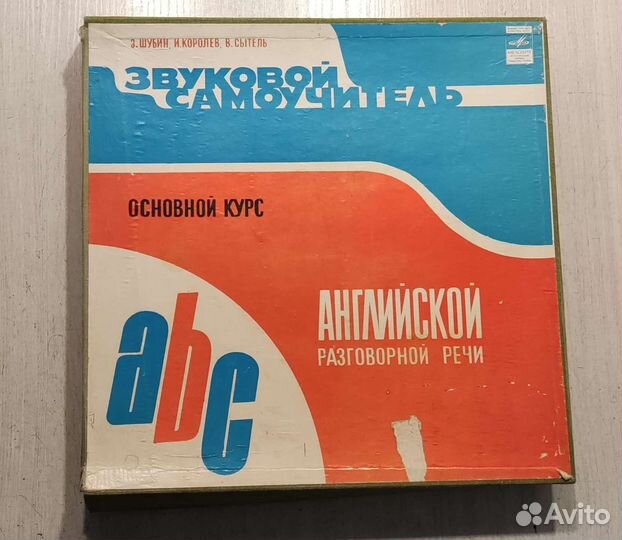 Э. ШУБИН, И. КОРОЛЕВ, В. СЫТЕЛЬ
ЗВУКОВОЙ
САМОУЧИТЕЛЬ
ОСНОВНОЙ КУРС
АНГЛИЙСКОЙ
РАЗГОВОРНОЙ РЕЧИ
abc
Avito